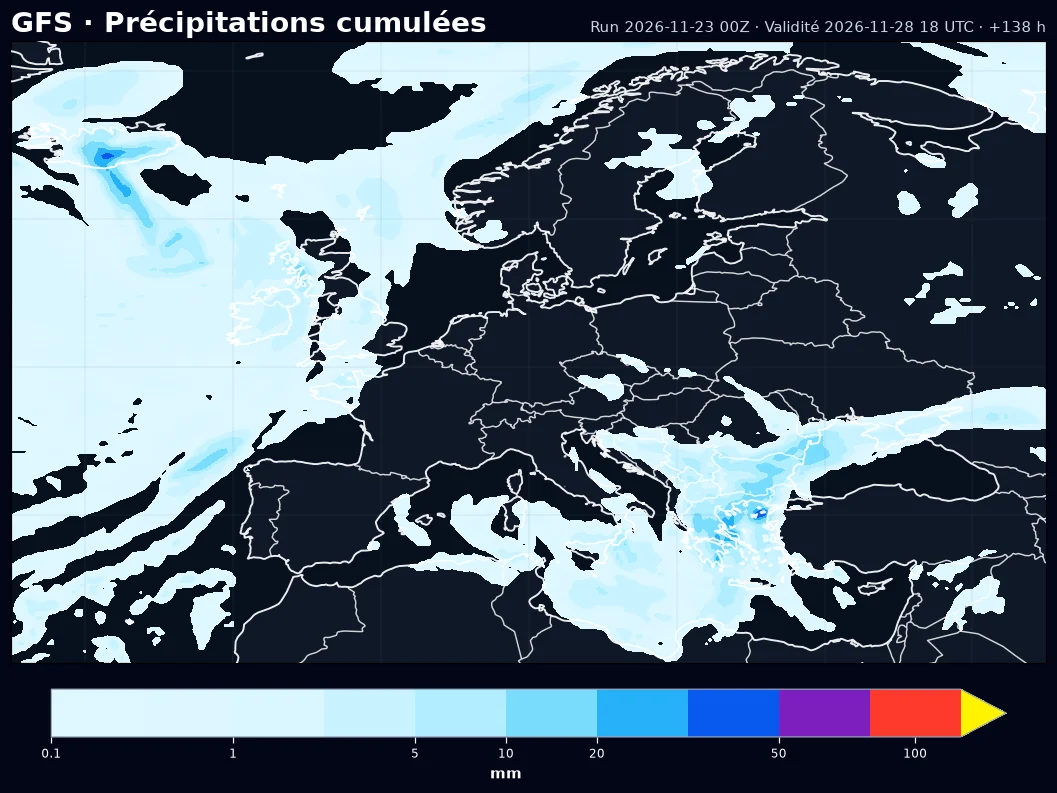 GFS · Précipitations cumulées
Run 2026-11-23 00Z · Validité 2026-11-28 18 UTC · +138 h
0.1 1 5 10 20 50 100
mm